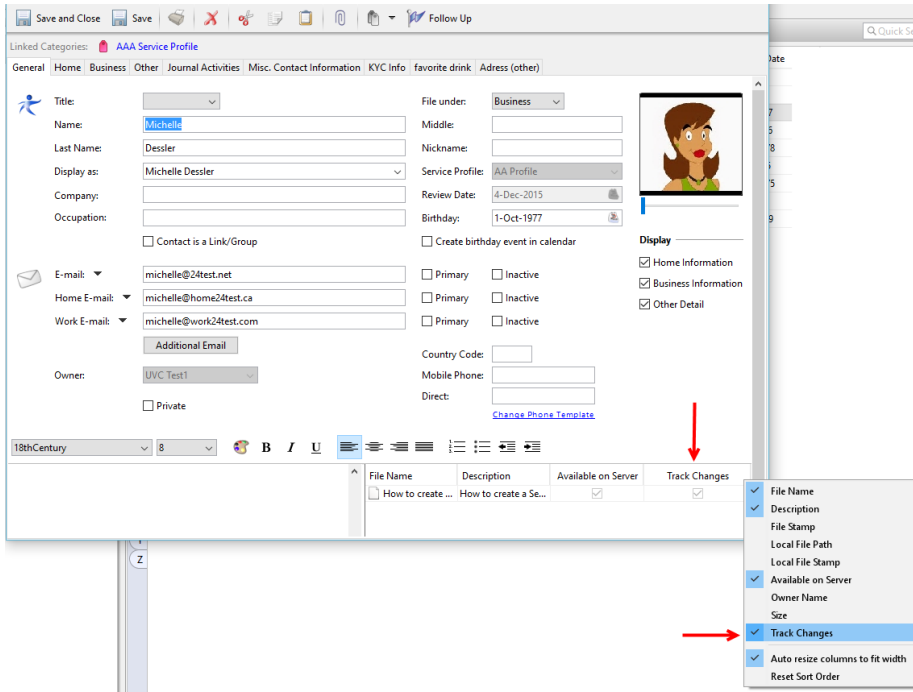 Save and Close Save Follow Up
Quick Se
Linked Categories: AAA Service Profile
General Home Business Other Journal Activities Misc. Contact Information KYC Info favorite drink Adress (other)
Date
Title: File under: Business
Name: Michelle Middle:
Last Name: Dessler Nickname:
Display as: Michelle Dessler Service Profile: AA Profile
Company: Review Date: 4-Dec-2015
Occupation: Birthday: 1-Oct-1977
Contact is a Link/Group Create birthday event in calendar Display
Home Information
E-mail: michelle@24test.net Primary Inactive Business Information
Home E-mail: michelle@home24test.ca Primary Inactive Other Detail
Work E-mail: michelle@work24test.com Primary Inactive
Additional Email
Country Code:
Owner: UVC Test1 Mobile Phone:
Direct:
Private
Change Phone Template
18thCentury 8 B I U
File Name Description Available on Server Track Changes
How to create ... How to create a Se...
File Name
Description
File Stamp
Local File Path
Z
Local File Stamp
Available on Server
Owner Name
Size
Track Changes
Auto resize columns to fit width
Reset Sort Order